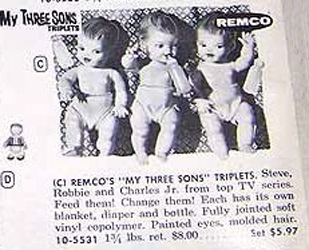 My THREE SONS
TRIPLETS
REMCO
C
D
(C) REMCO'S "MY THREE SONS" TRIPLETS. Steve,
Robbie and Charles Jr. from top TV series.
Feed them! Change them! Each has its own
blanket, diaper and bottle. Fully jointed soft
vinyl copolymer. Painted eyes, molded hair.
10-5531 1¾ lbs. ret. $8.00 Set $5.97